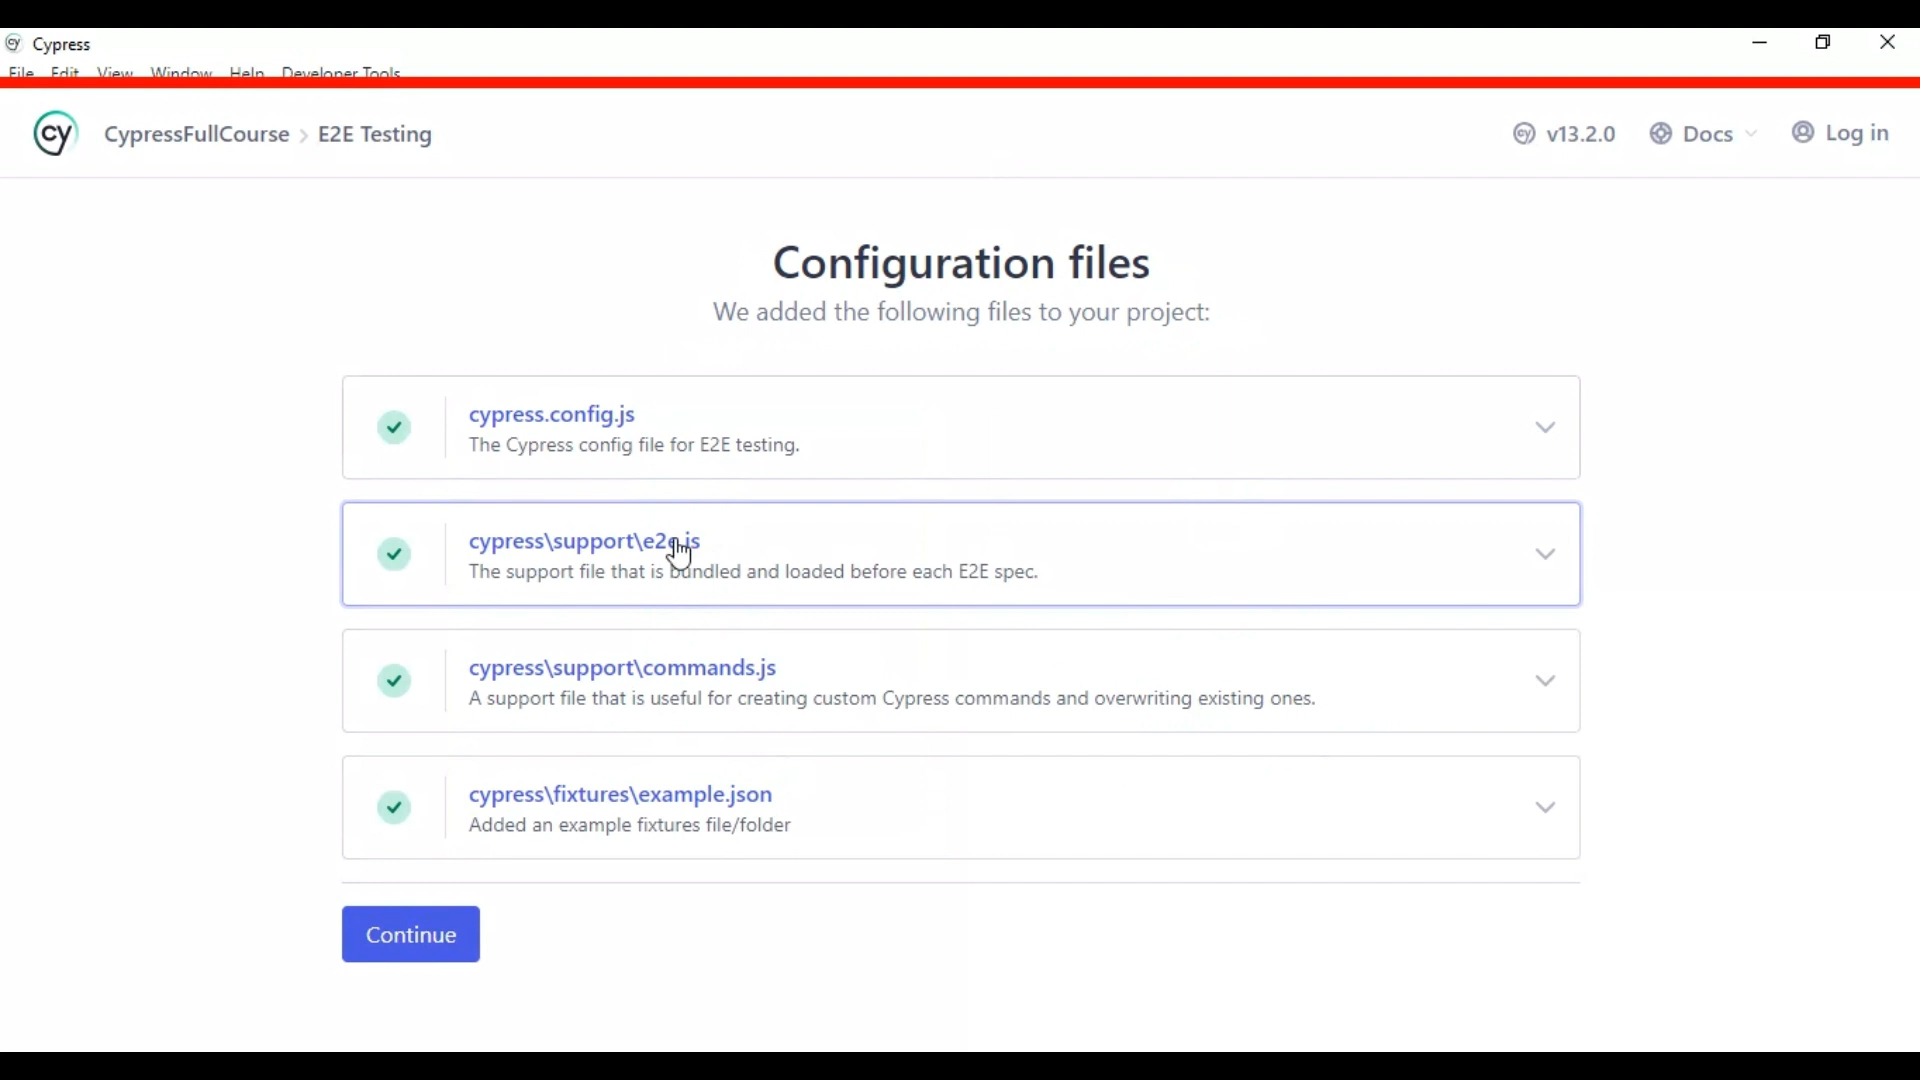 Cypress
File Edit View Window Help Developer Tools
cy CypressFullCourse > E2E Testing
cy v13.2.0 Docs Log in
Configuration files
We added the following files to your project:
cypress.config.js
The Cypress config file for E2E testing.
cypress\support\e2e.js
The support file that is bundled and loaded before each E2E spec.
cypress\support\commands.js
A support file that is useful for creating custom Cypress commands and overwriting existing ones.
cypress\fixtures\example.json
Added an example fixtures file/folder
Continue